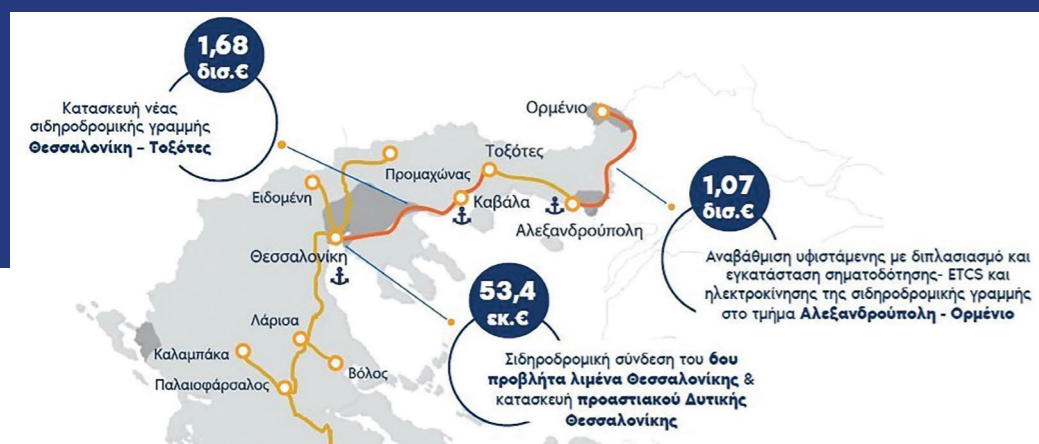 1,68
δισ.€
Κατασκευή νέας
σιδηροδρομικής γραμμής
Θεσσαλονίκη – Τοξότες
Ορμένιο
Τοξότες
Προμαχώνας
Ειδομένη
Καβάλα
Αλεξανδρούπολη
Θεσσαλονίκη
1,07
δισ.€
Αναβάθμιση υφιστάμενης με διπλασιασμό και
εγκατάσταση σηματοδότησης- ETCS και
ηλεκτροκίνησης της σιδηροδρομικής γραμμής
στο τμήμα Αλεξανδρούπολη - Ορμένιο
53,4
εκ.€
Σιδηροδρομική σύνδεση του 6ου
προβλήτα λιμένα Θεσσαλονίκης &
κατασκευή προαστιακού Δυτικής
Θεσσαλονίκης
Λάρισα
Καλαμπάκα
Βόλος
Παλαιοφάρσαλος